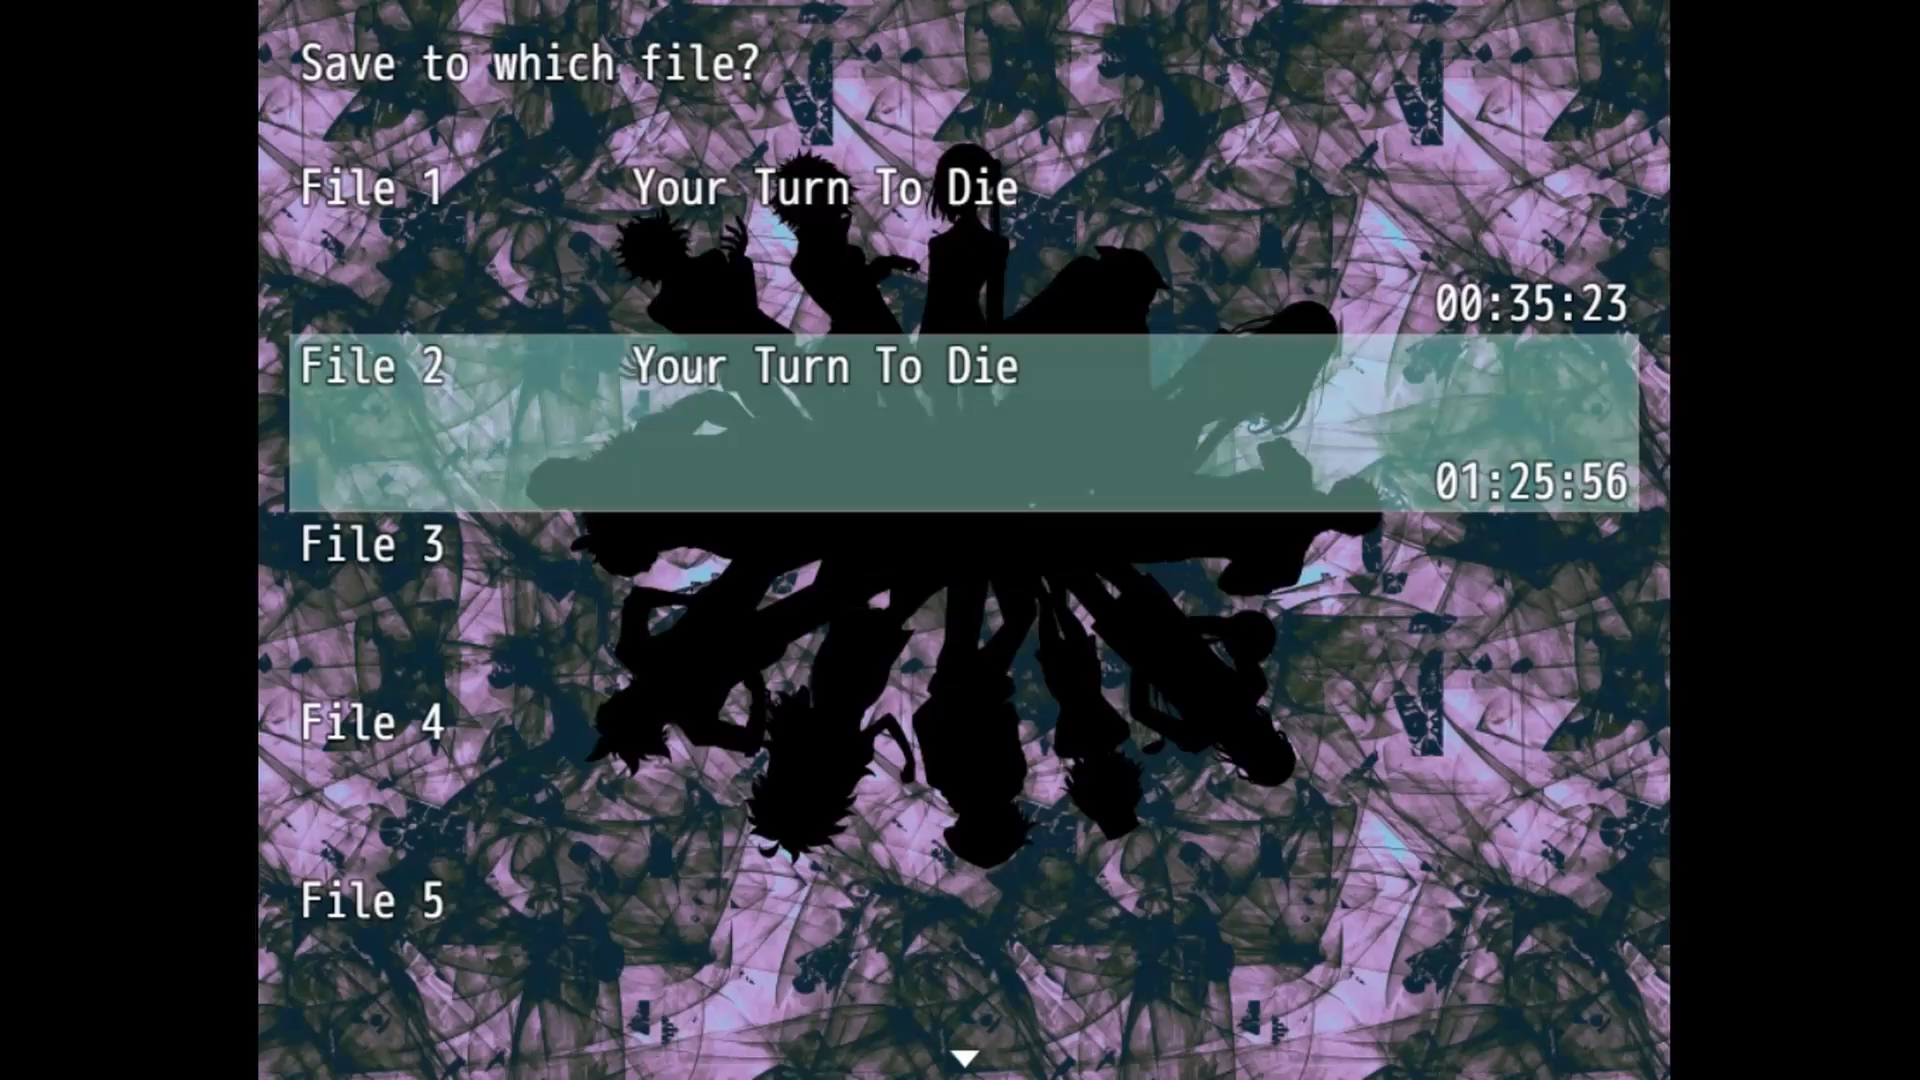 Save to which file?
File 1 Your Turn To Die
00:35:23
File 2 Your Turn To Die
01:25:56
File 3
File 4
File 5